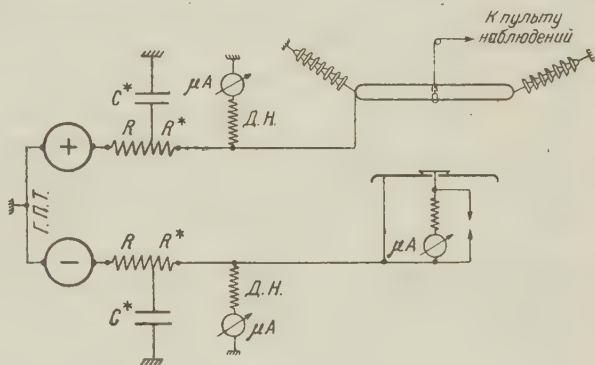 К пульту
наблюдений
μA
C*
Д.Н.
R R*
+
Г.П.Т.
−
R R*
μA
Д.Н.
C*
μA